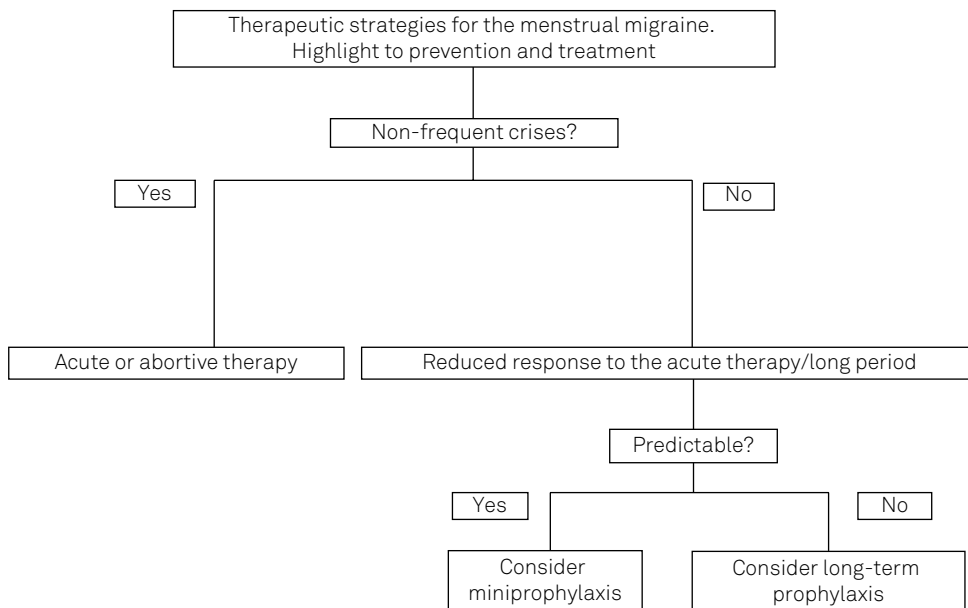 Therapeutic strategies for the menstrual migraine.
Highlight to prevention and treatment
Non-frequent crises?
Yes
No
Acute or abortive therapy
Reduced response to the acute therapy/long period
Predictable?
Yes
No
Consider
miniprophylaxis
Consider long-term
prophylaxis